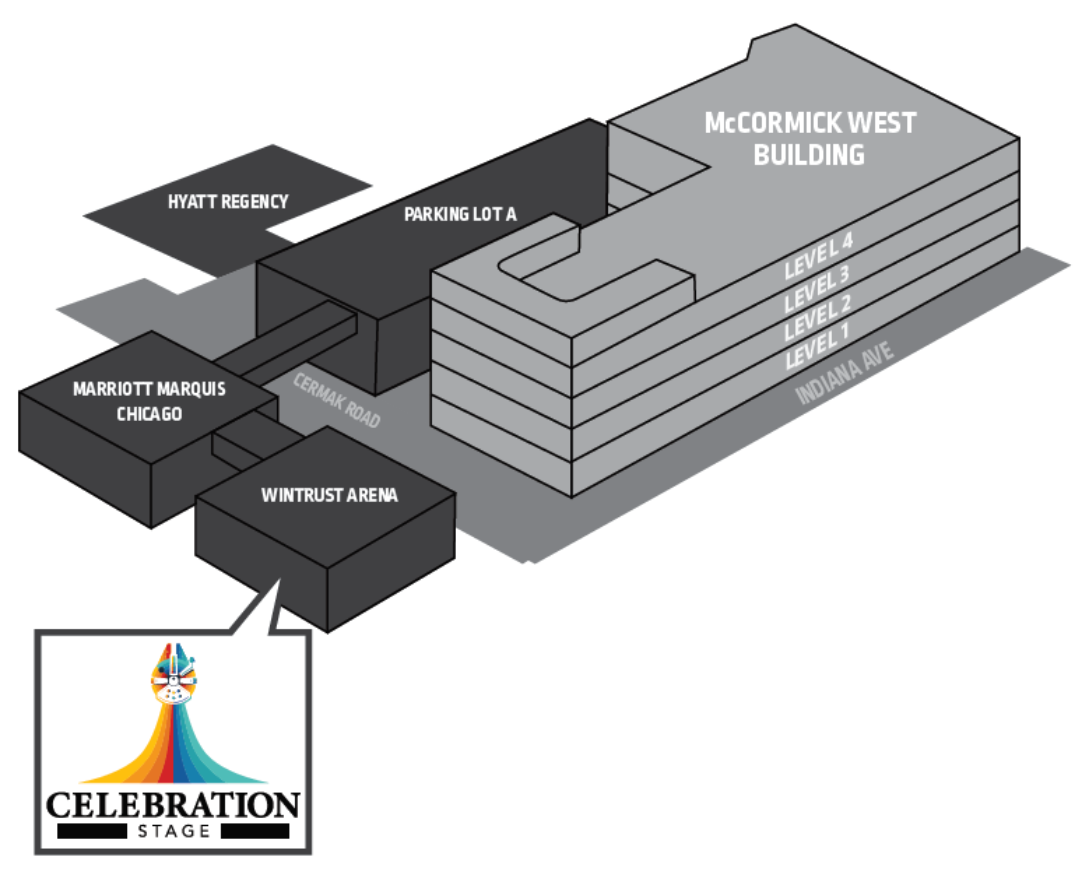 McCORMICK WEST
BUILDING
HYATT REGENCY
PARKING LOT A
LEVEL 4
LEVEL 3
LEVEL 2
LEVEL 1
INDIANA AVE
CERMAK ROAD
MARRIOTT MARQUIS
CHICAGO
WINTRUST ARENA
CELEBRATION
STAGE